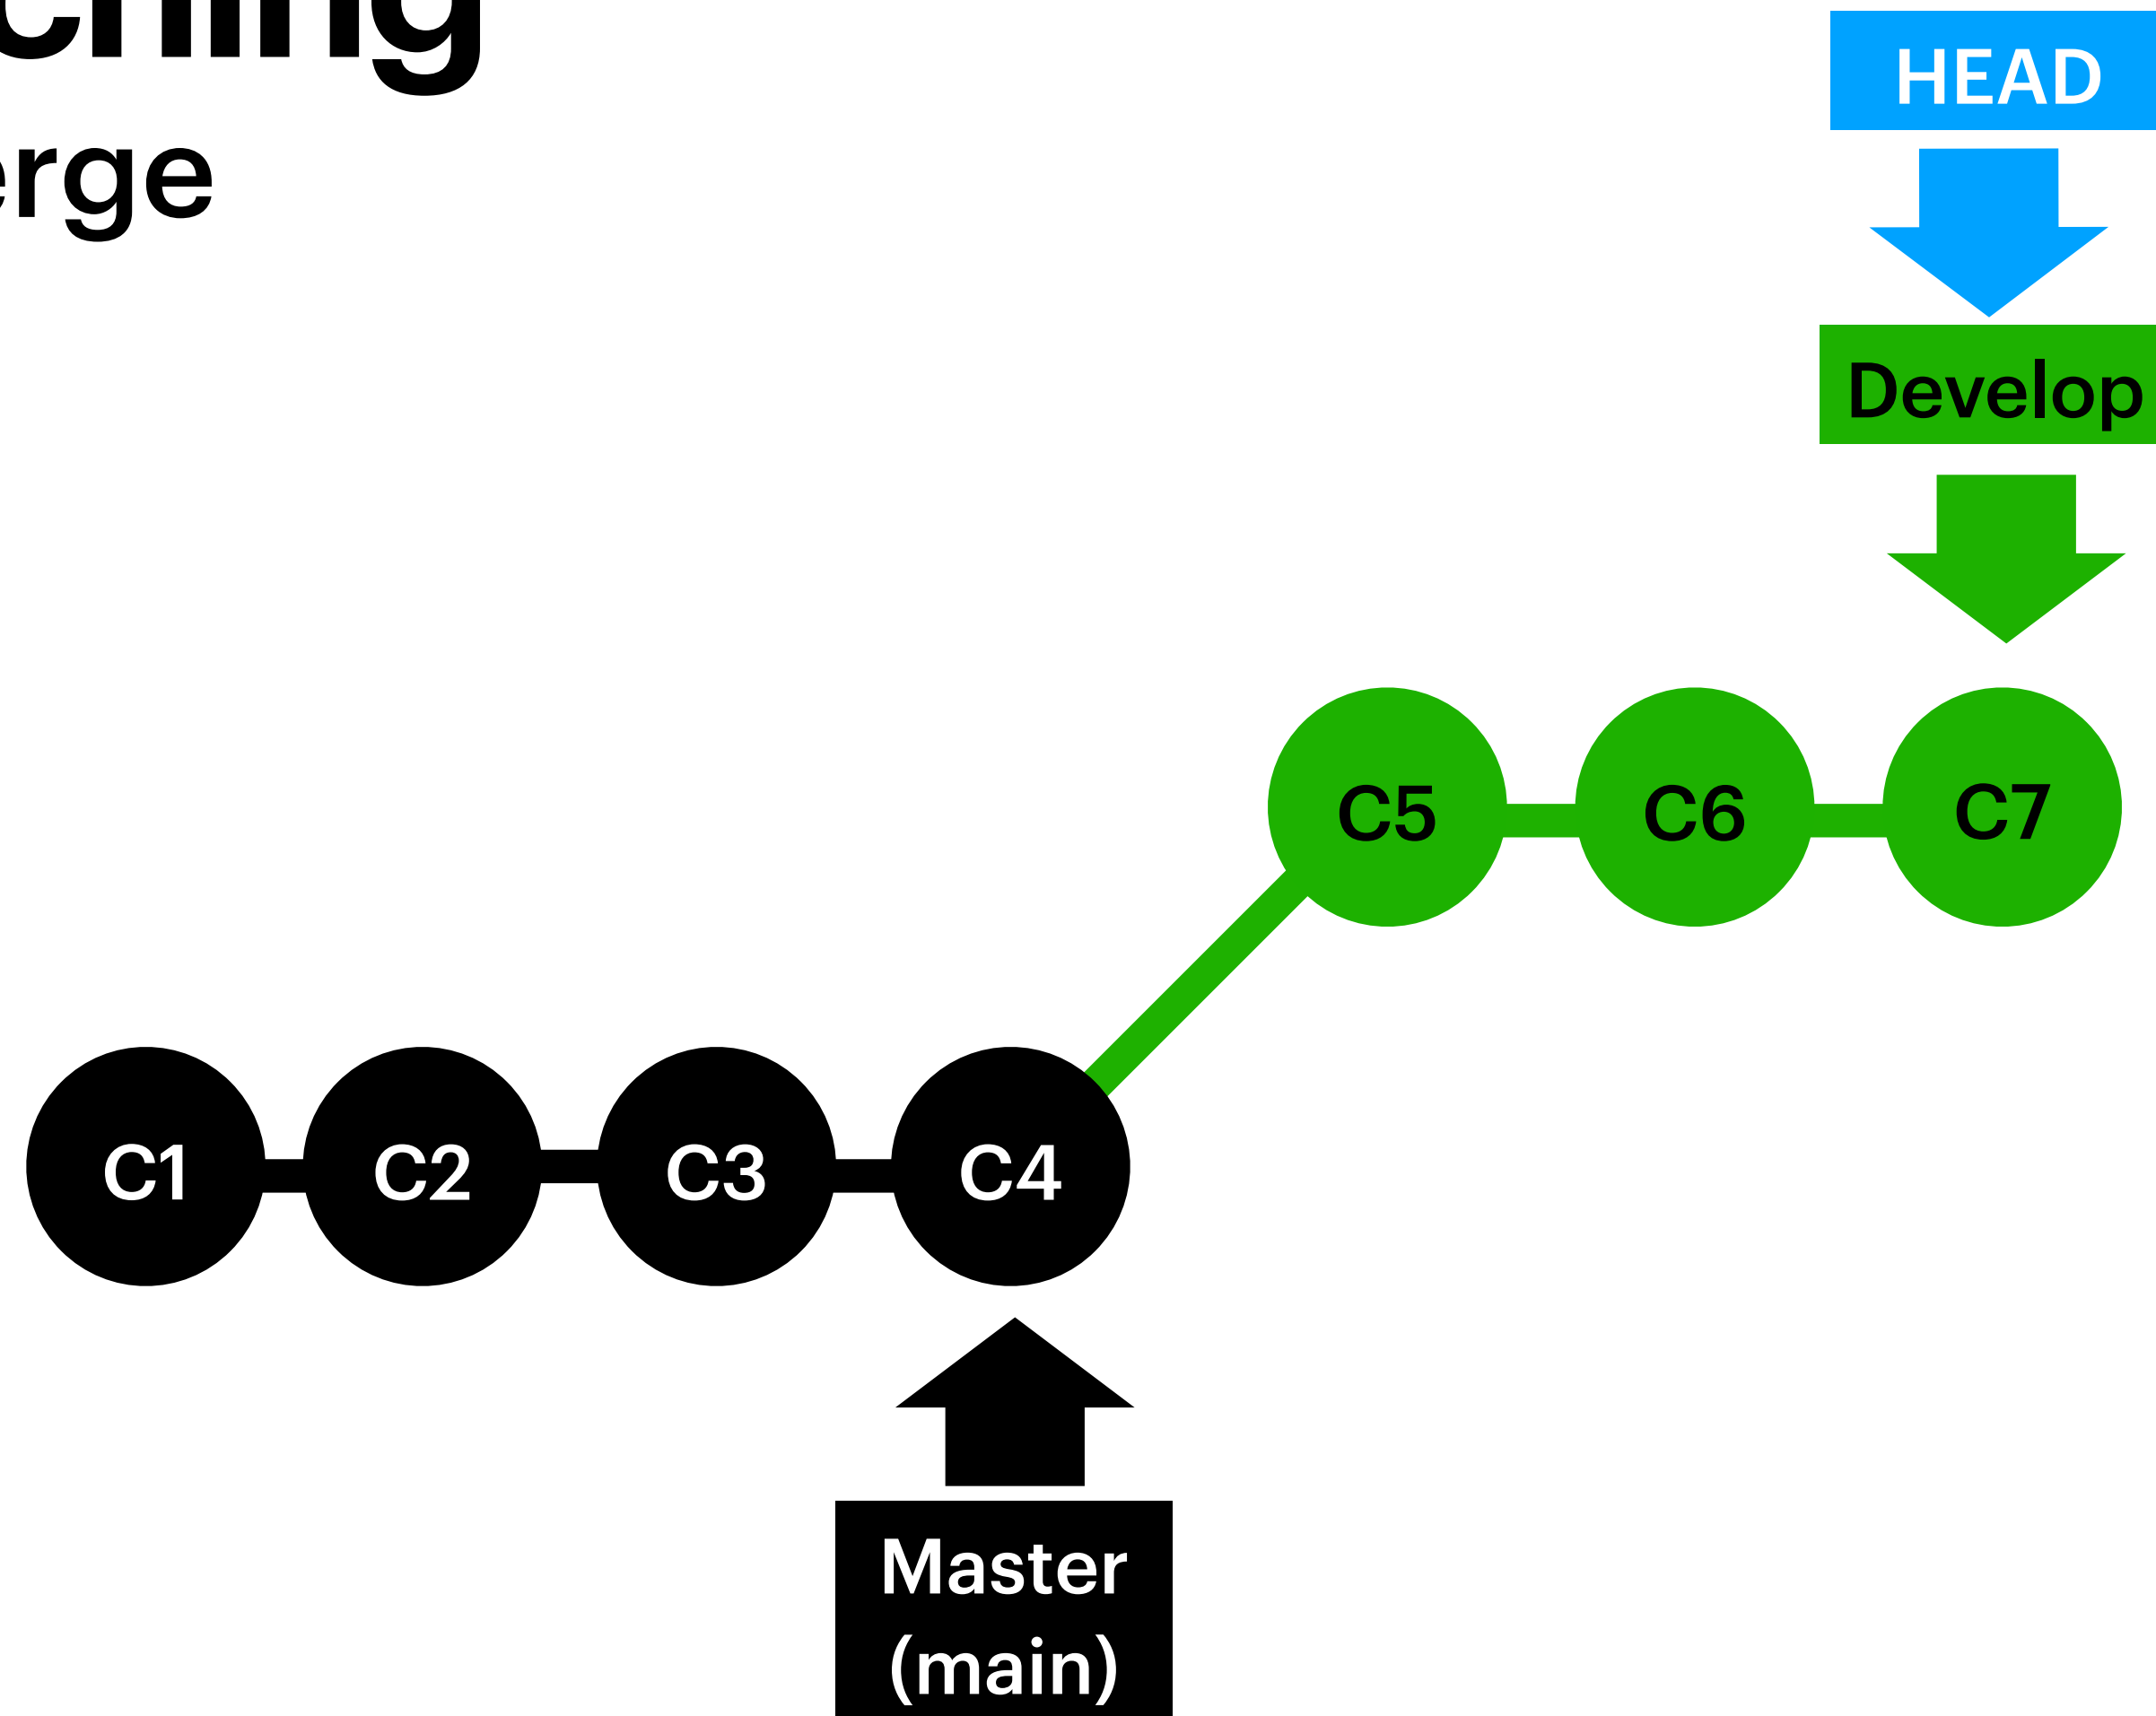 erge
HEAD
Develop
C5 C6 C7
C1 C2 C3 C4
Master
(main)